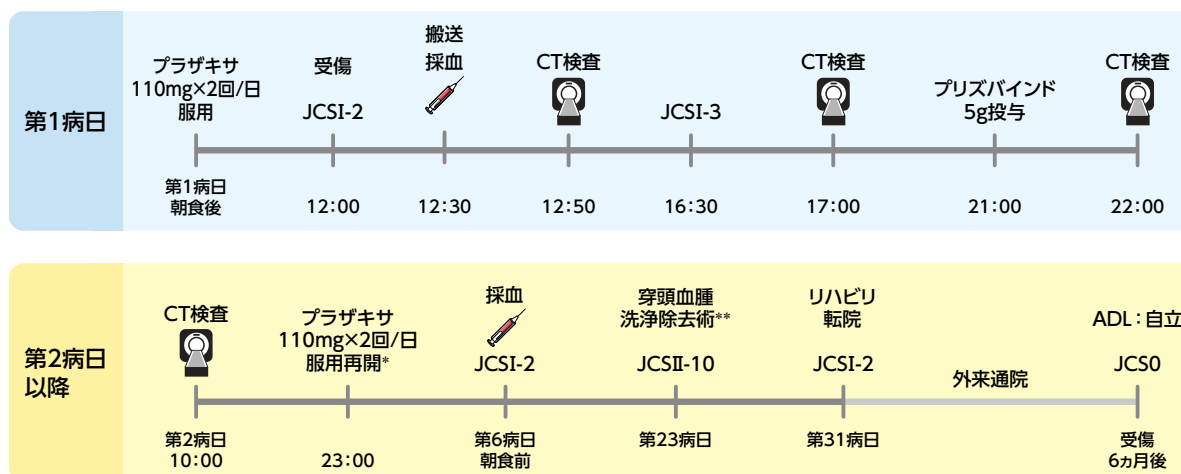 第1病日
プラザキサ
110mg×2回/日
服用
第1病日
朝食後
受傷
JCSI-2
12:00
搬送
採血
12:30
CT検査
12:50
JCSI-3
16:30
CT検査
17:00
プリズバインド
5g投与
21:00
CT検査
22:00
第2病日
以降
CT検査
第2病日
10:00
プラザキサ
110mg×2回/日
服用再開*
23:00
採血
JCSI-2
第6病日
朝食前
穿頭血腫
洗浄除去術**
JCSII-10
第23病日
リハビリ
転院
JCSI-2
第31病日
外来通院
ADL：自立
JCS0
受傷
6ヵ月後